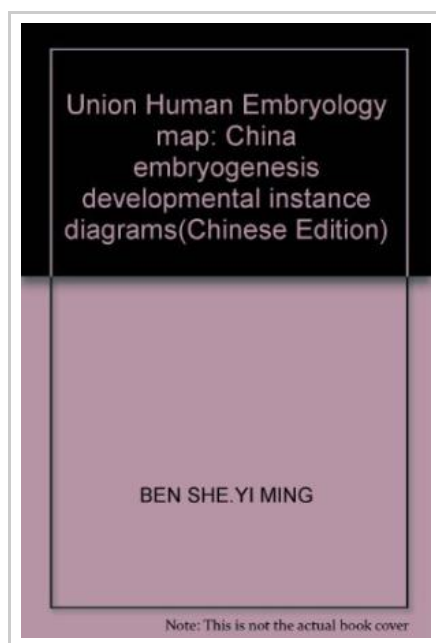 Union Human Embryology
map: China
embryogenesis
developmental instance
diagrams(Chinese Edition)
BEN SHE.YI MING
Note: This is not the actual book cover